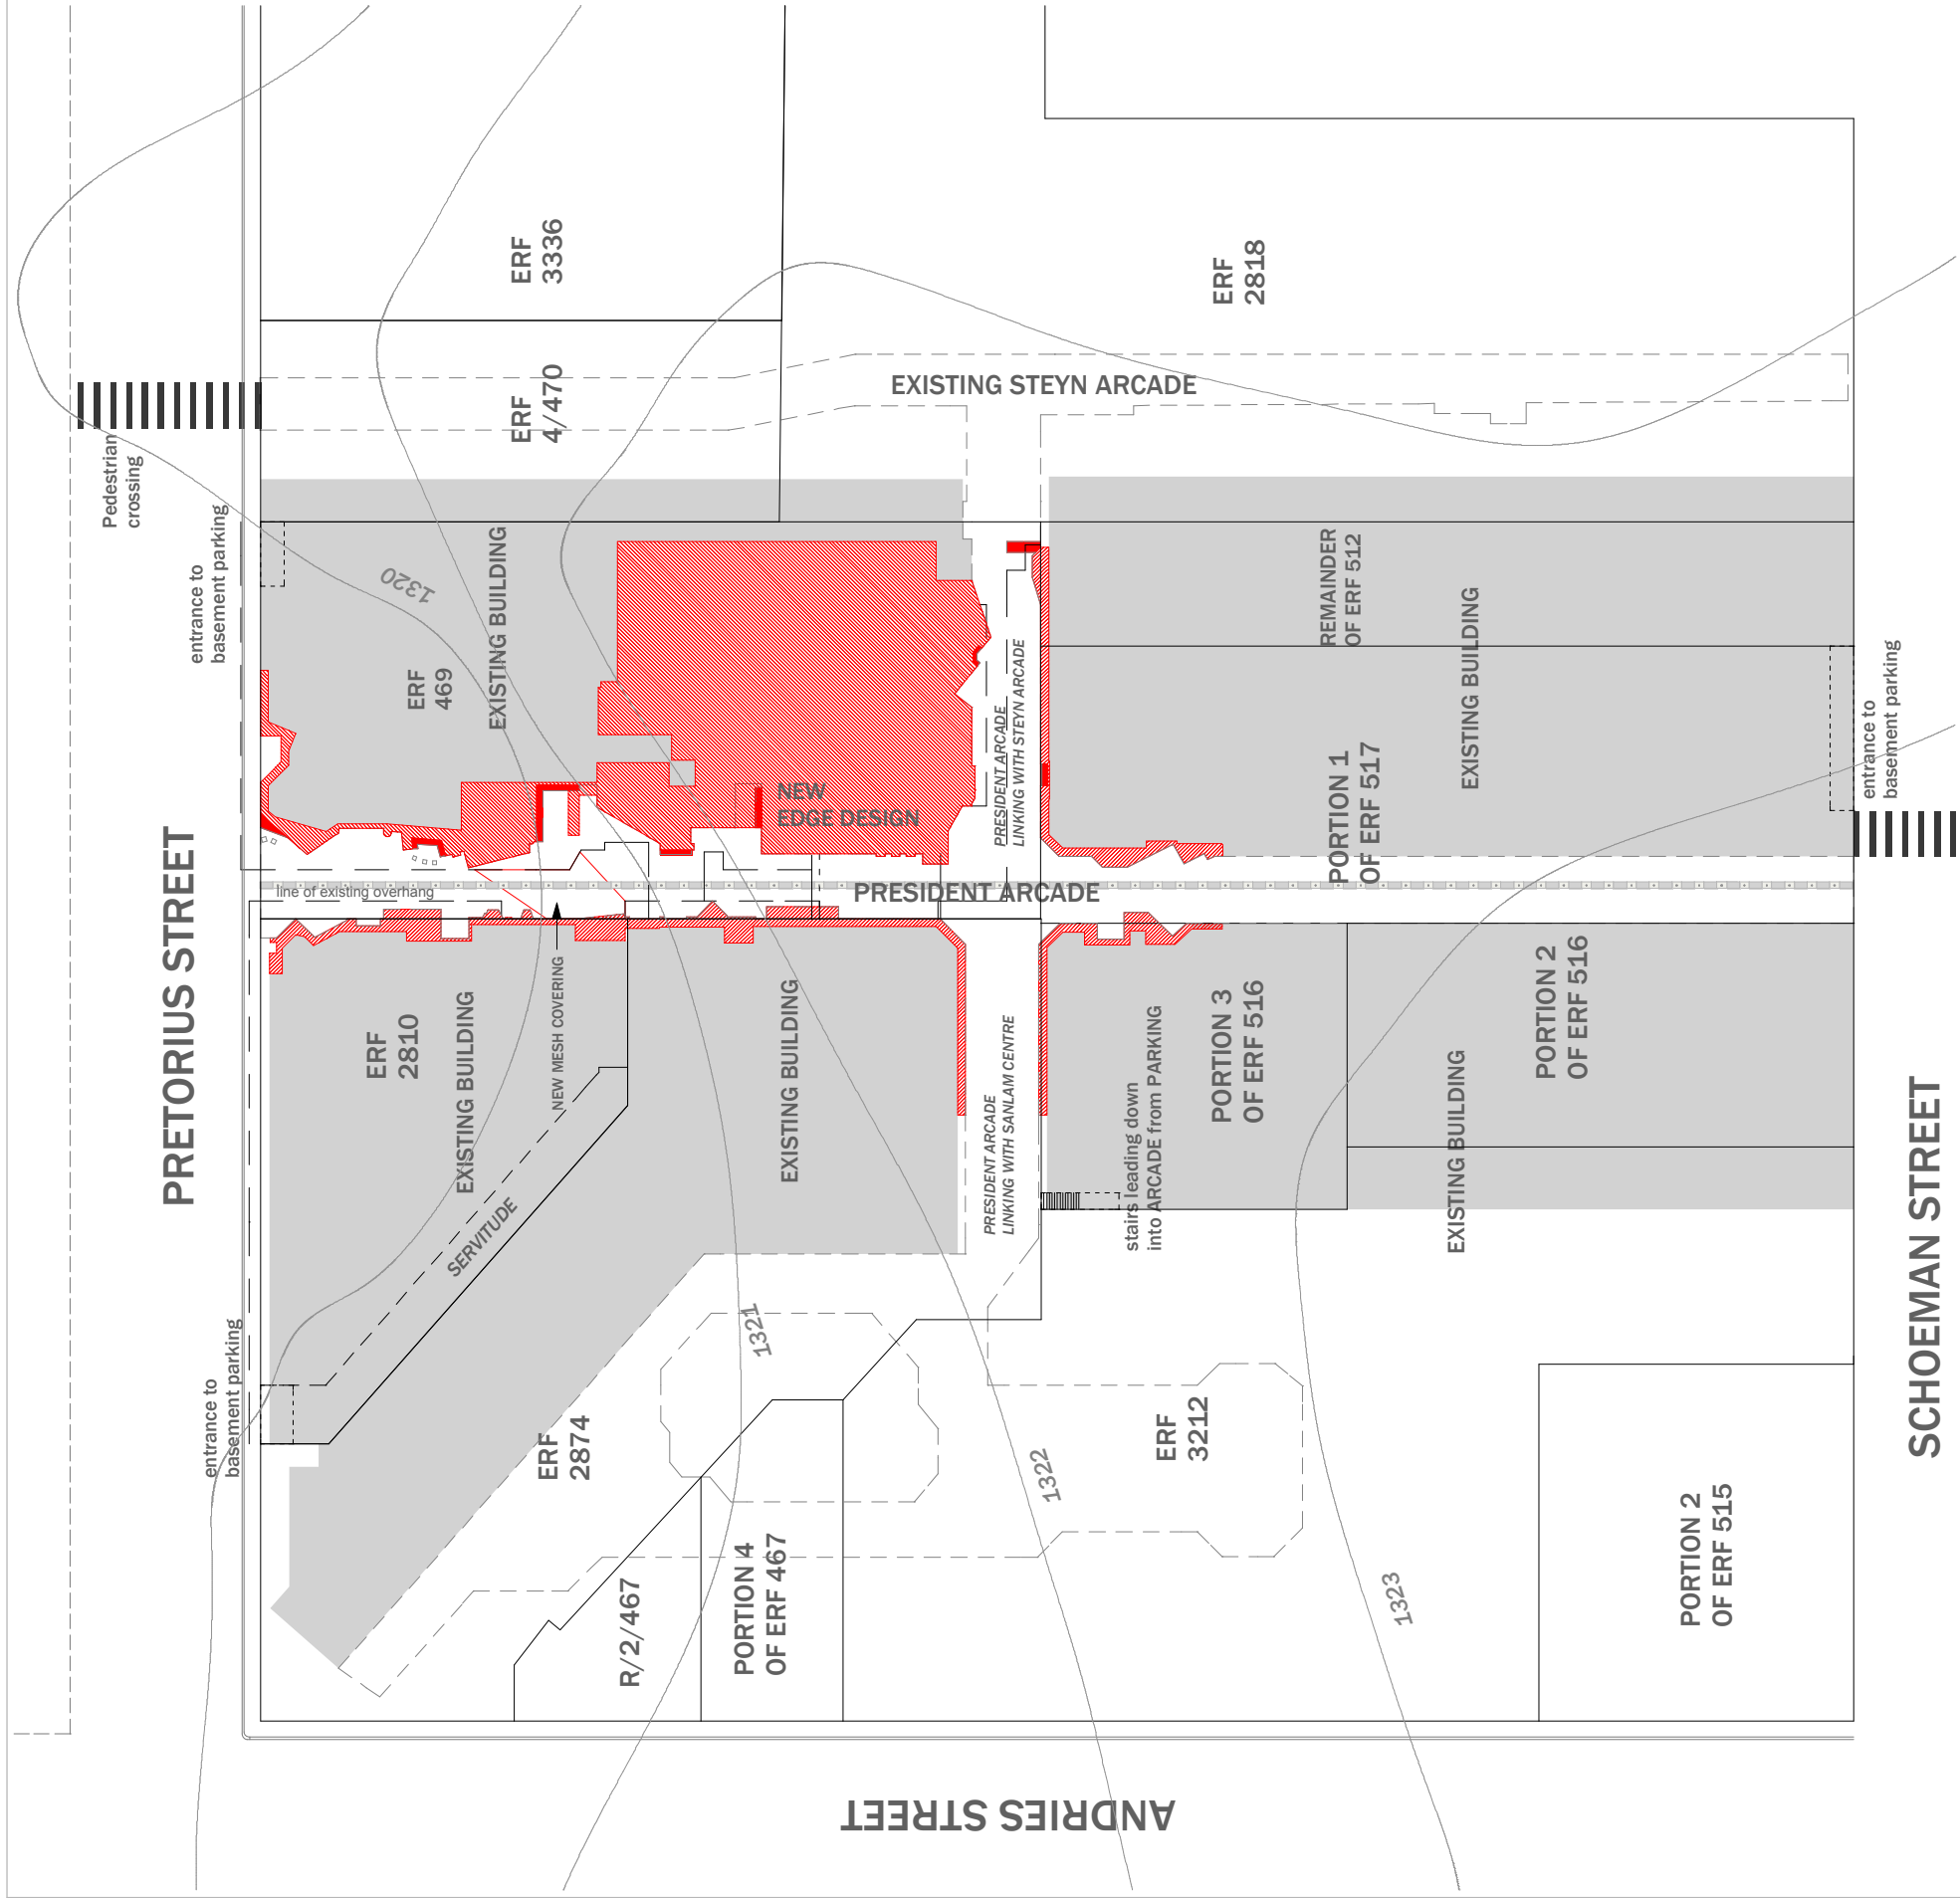 PRETORIUS STREET
Pedestrian
crossing
entrance to
basement parking
ERF
3336
ERF
4/470
EXISTING STEYN ARCADE
ERF
2818
1320
ERF
469
EXISTING BUILDING
NEW
EDGE DESIGN
PRESIDENT ARCADE
LINKING WITH STEYN ARCADE
REMAINDER
OF ERF 512
EXISTING BUILDING
PORTION 1
OF ERF 517
entrance to
basement parking
line of existing overhang
PRESIDENT ARCADE
ERF
2810
EXISTING BUILDING
NEW MESH COVERING
EXISTING BUILDING
PRESIDENT ARCADE
LINKING WITH SANLAM CENTRE
stairs leading down
into ARCADE from PARKING
PORTION 3
OF ERF 516
PORTION 2
OF ERF 516
EXISTING BUILDING
SERVITUDE
entrance to
basement parking
1321
ERF
2874
1322
ERF
3212
R/2/467
PORTION 4
OF ERF 467
1323
PORTION 2
OF ERF 515
SCHOEMAN STREET
ANDRIES STREET